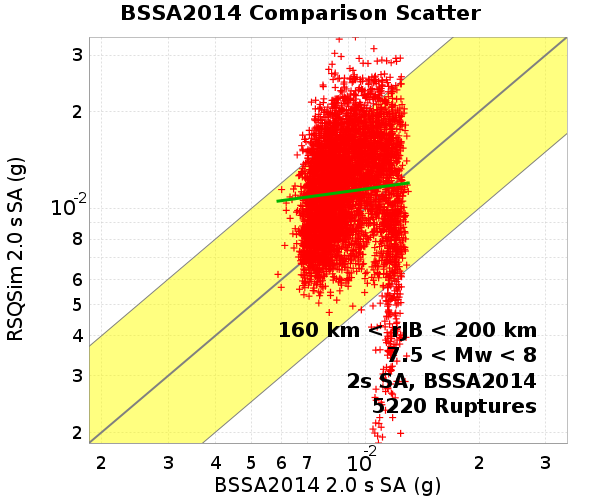 BSSA2014 Comparison Scatter
RSQSim 2.0 s SA (g)
3
2
10-2
8
6
5
4
3
2
160 km < rJB < 200 km
7.5 < Mw < 8
2s SA, BSSA2014
5220 Ruptures
2 3 4 5 6 7 10-2 2 3
BSSA2014 2.0 s SA (g)